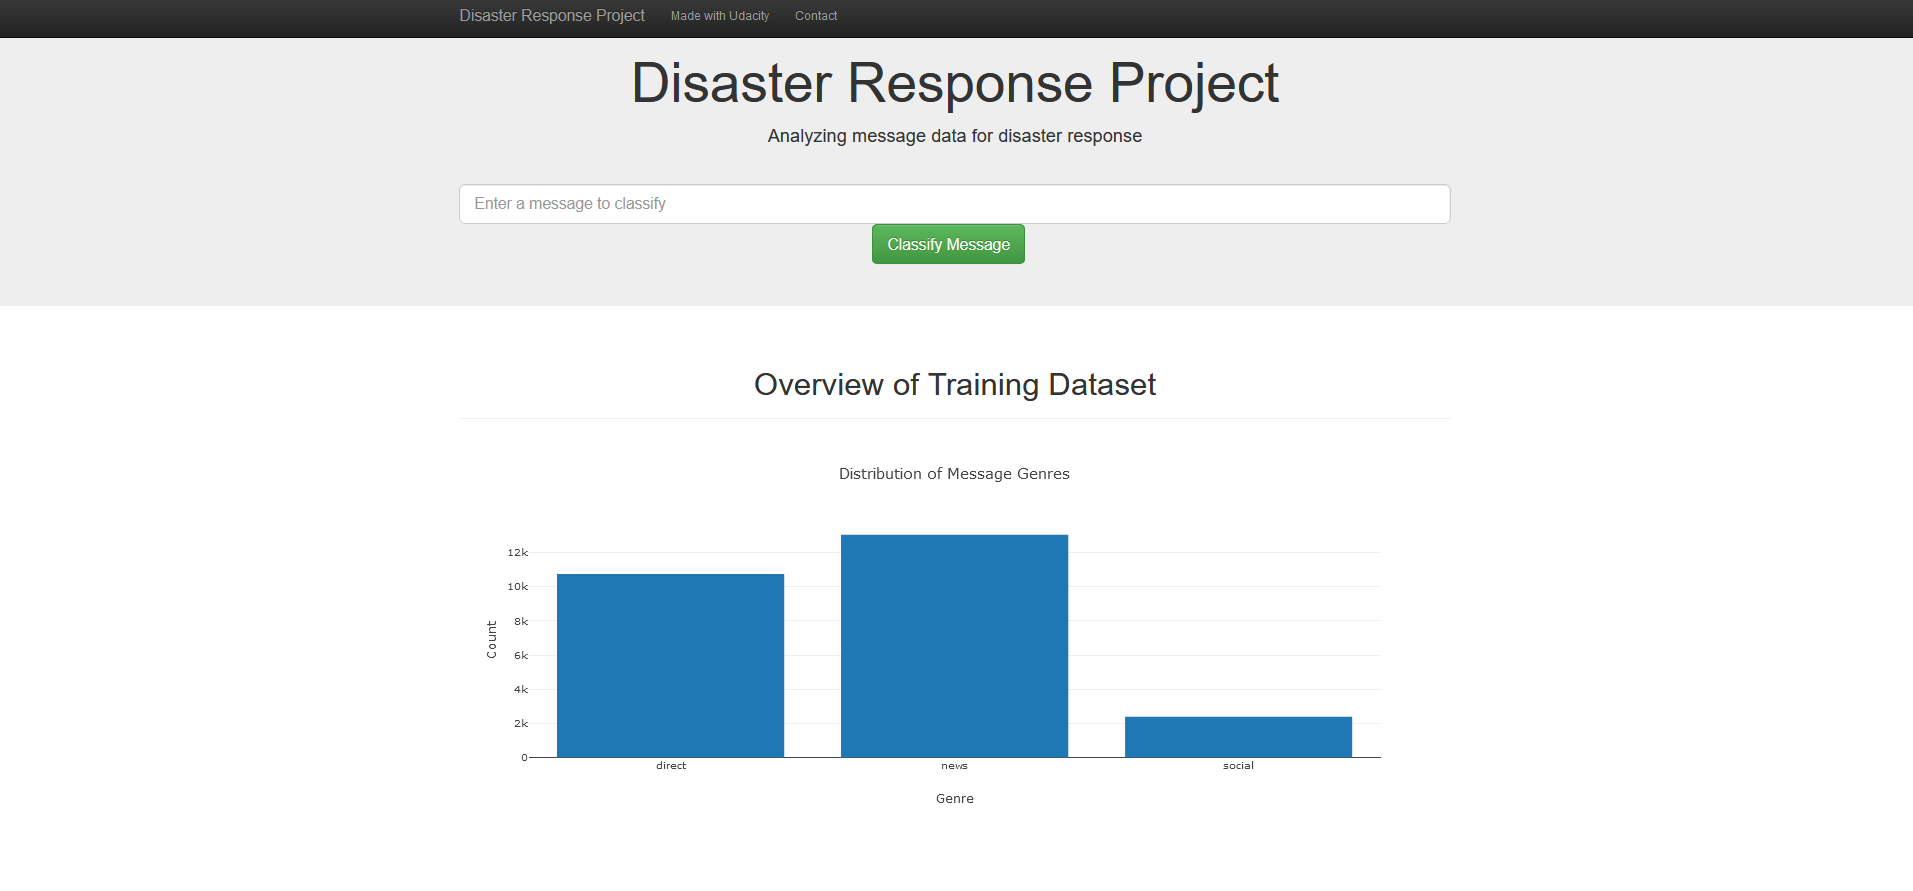 Disaster Response Project Made with Udacity Contact
Disaster Response Project
Analyzing message data for disaster response
Enter a message to classify
Classify Message
Overview of Training Dataset
Distribution of Message Genres
12k
10k
8k
6k
4k
2k
0
Count
direct news social
Genre